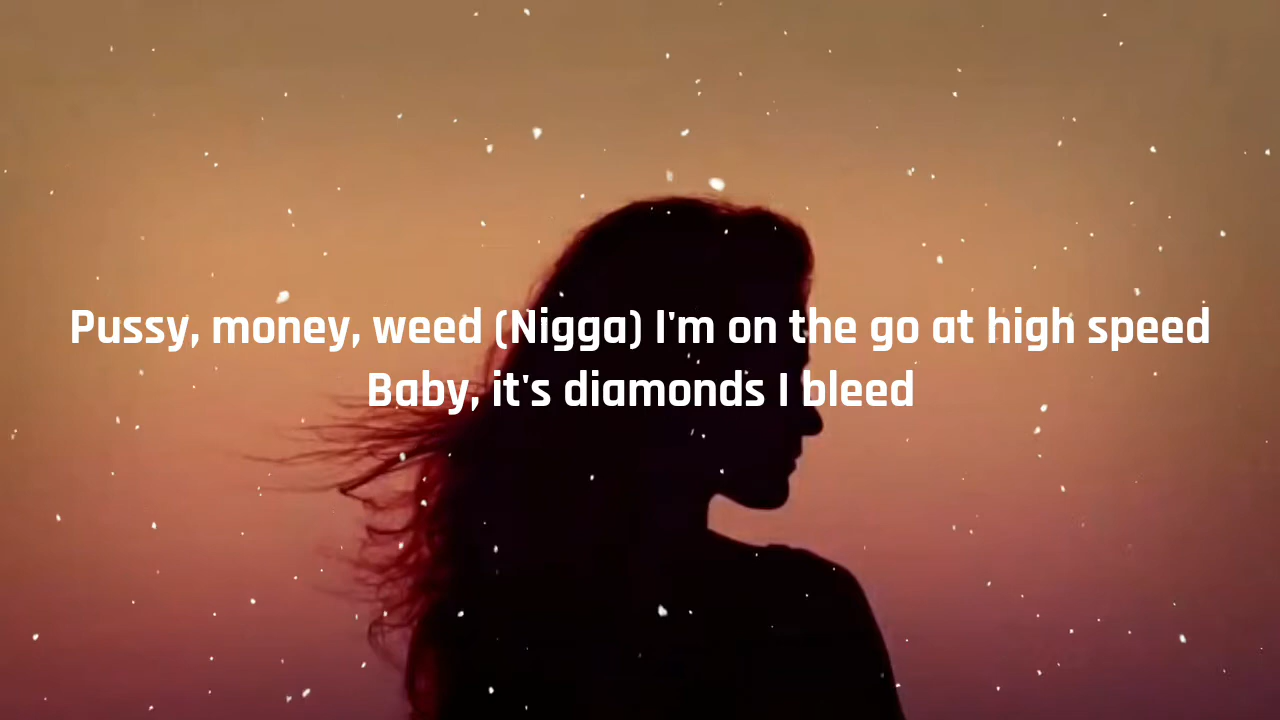 Pussy, money, weed (Nigga) I'm on the go at high speed
Baby, it's diamonds I bleed